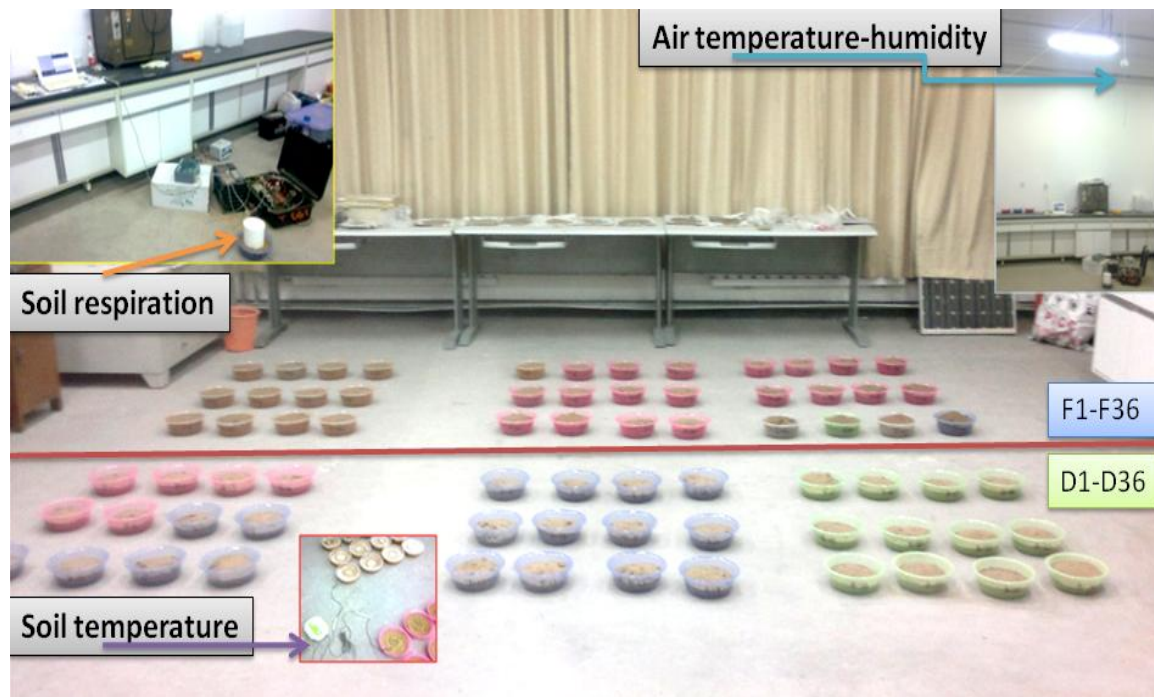 Air temperature-humidity
Soil respiration
F1-F36
D1-D36
Soil temperature